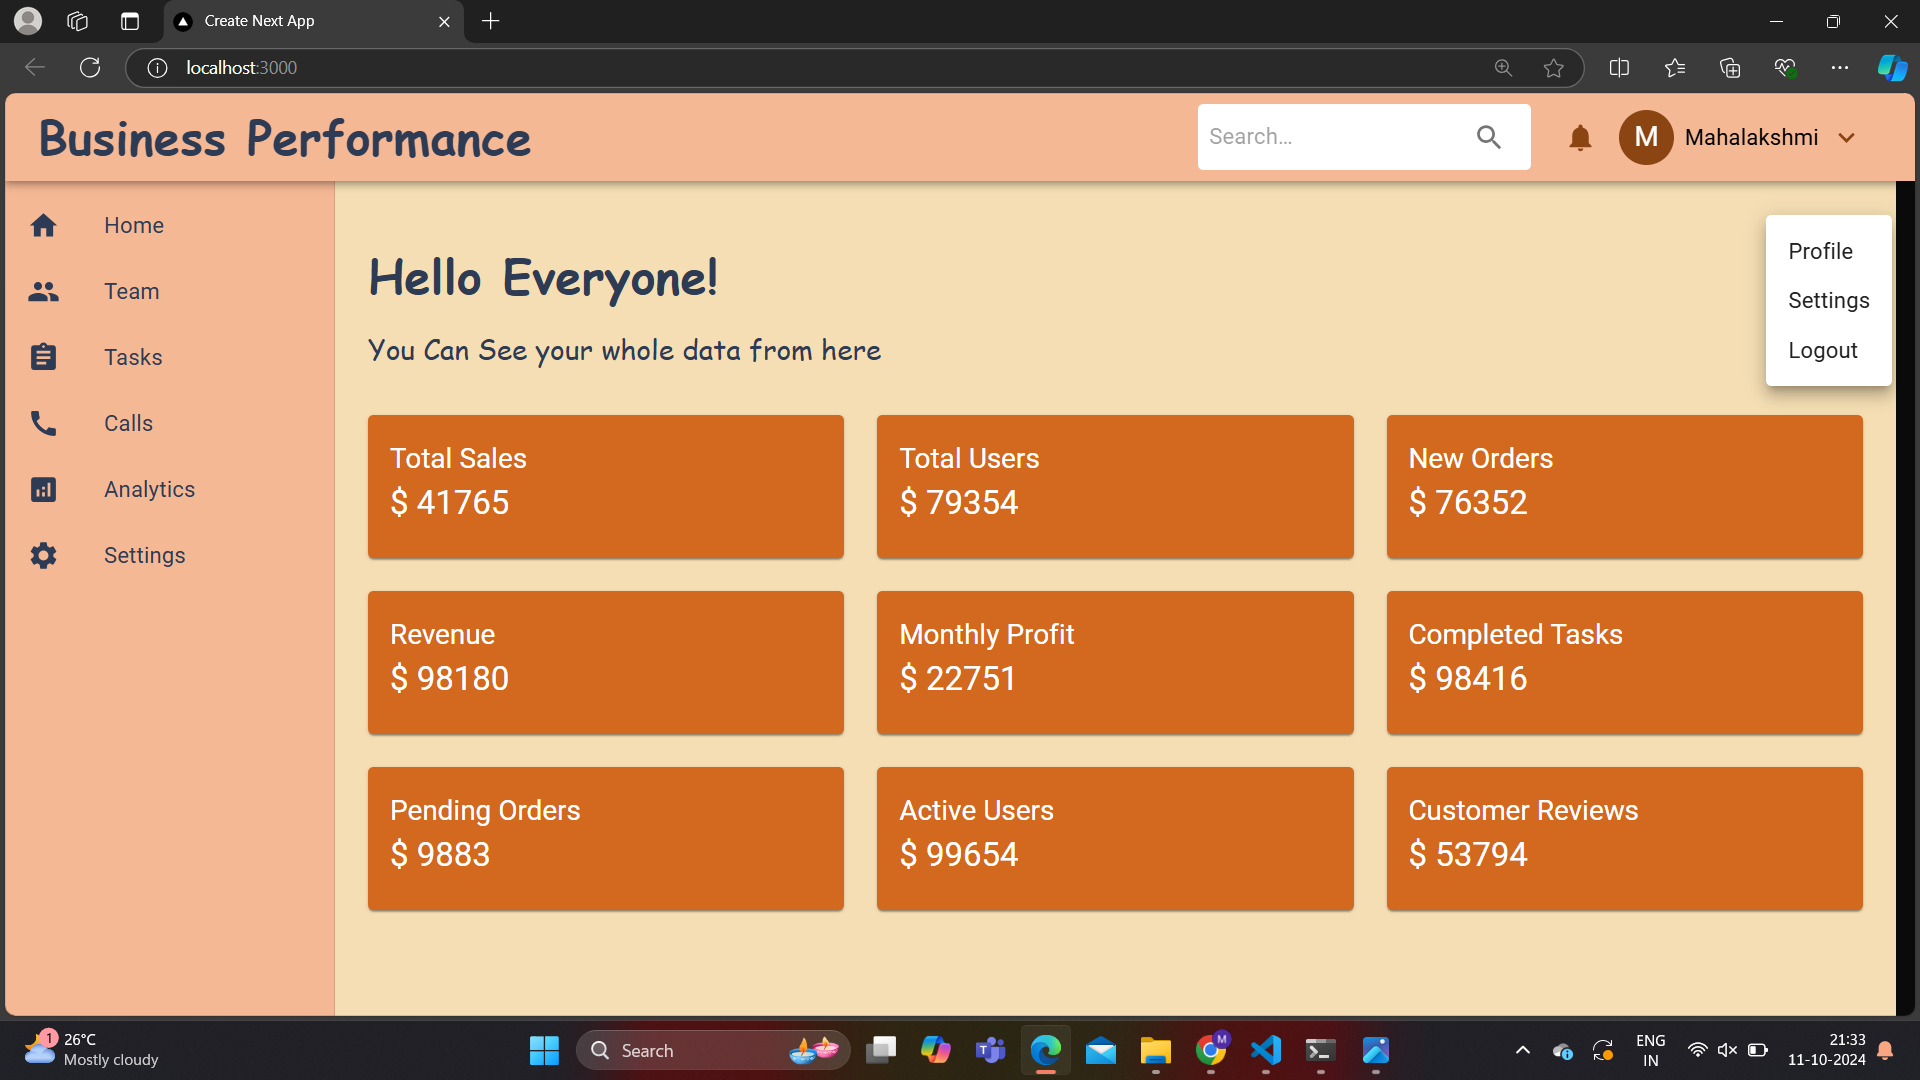 Create Next App
localhost:3000
Business Performance
Search...
M
Mahalakshmi
Home
Team
Tasks
Calls
Analytics
Settings
Hello Everyone!
You Can See your whole data from here
Profile
Settings
Logout
Total Sales
$ 41765
Total Users
$ 79354
New Orders
$ 76352
Revenue
$ 98180
Monthly Profit
$ 22751
Completed Tasks
$ 98416
Pending Orders
$ 9883
Active Users
$ 99654
Customer Reviews
$ 53794
1
26°C
Mostly cloudy
Search
M
ENG
IN
21:33
11-10-2024